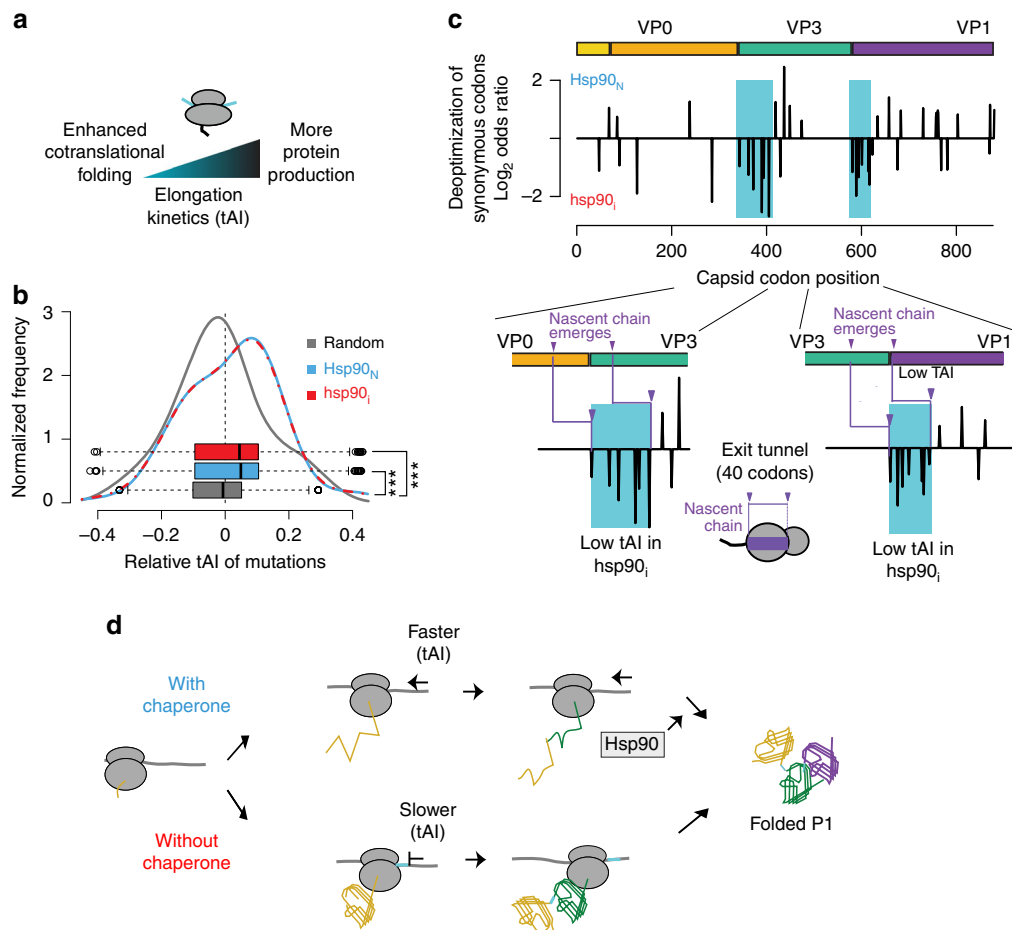 a
Enhanced
cotranslational
folding
More
protein
production
Elongation
kinetics (tAI)
b
Normalized frequency
3
2
1
0
Random
Hsp90N
hsp90i
***
***
−0.4
−0.2
0
0.2
0.4
Relative tAI of mutations
c
VP0
VP3
VP1
Deoptimization of
synonymous codons
Log2 odds ratio
2
−2
Hsp90N
hsp90i
0
200
400
600
800
Capsid codon position
Nascent chain
emerges
VP0
VP3
Low tAI in
hsp90i
Exit tunnel
(40 codons)
Nascent
chain
Nascent chain
emerges
VP3
VP1
Low TAI
Low tAI in
hsp90i
d
With
chaperone
Without
chaperone
Faster
(tAI)
Hsp90
Slower
(tAI)
Folded P1